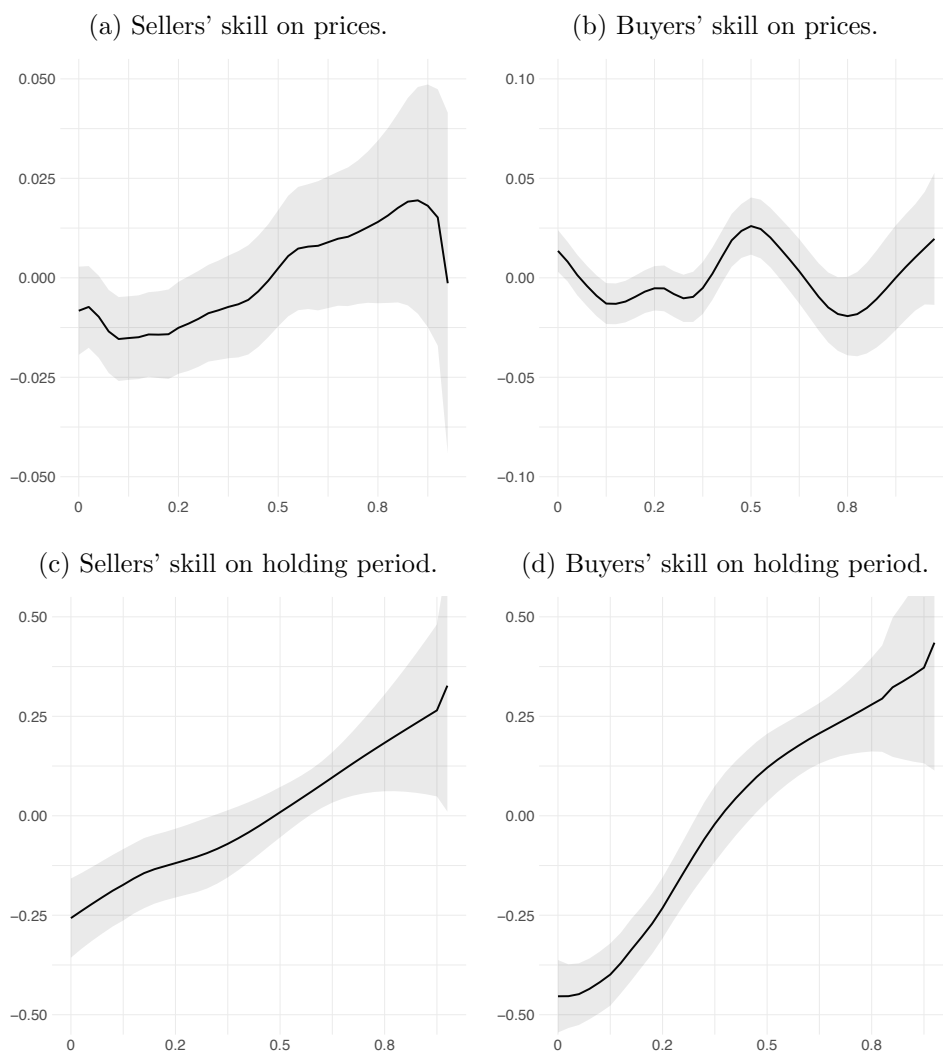 (a) Sellers’ skill on prices.
(b) Buyers’ skill on prices.
0.050
0.025
0.000
−0.025
−0.050
0 0.2 0.5 0.8
0.10
0.05
0.00
−0.05
−0.10
0 0.2 0.5 0.8
(c) Sellers’ skill on holding period.
(d) Buyers’ skill on holding period.
0.50
0.25
0.00
−0.25
−0.50
0 0.2 0.5 0.8
0.50
0.25
0.00
−0.25
−0.50
0 0.2 0.5 0.8